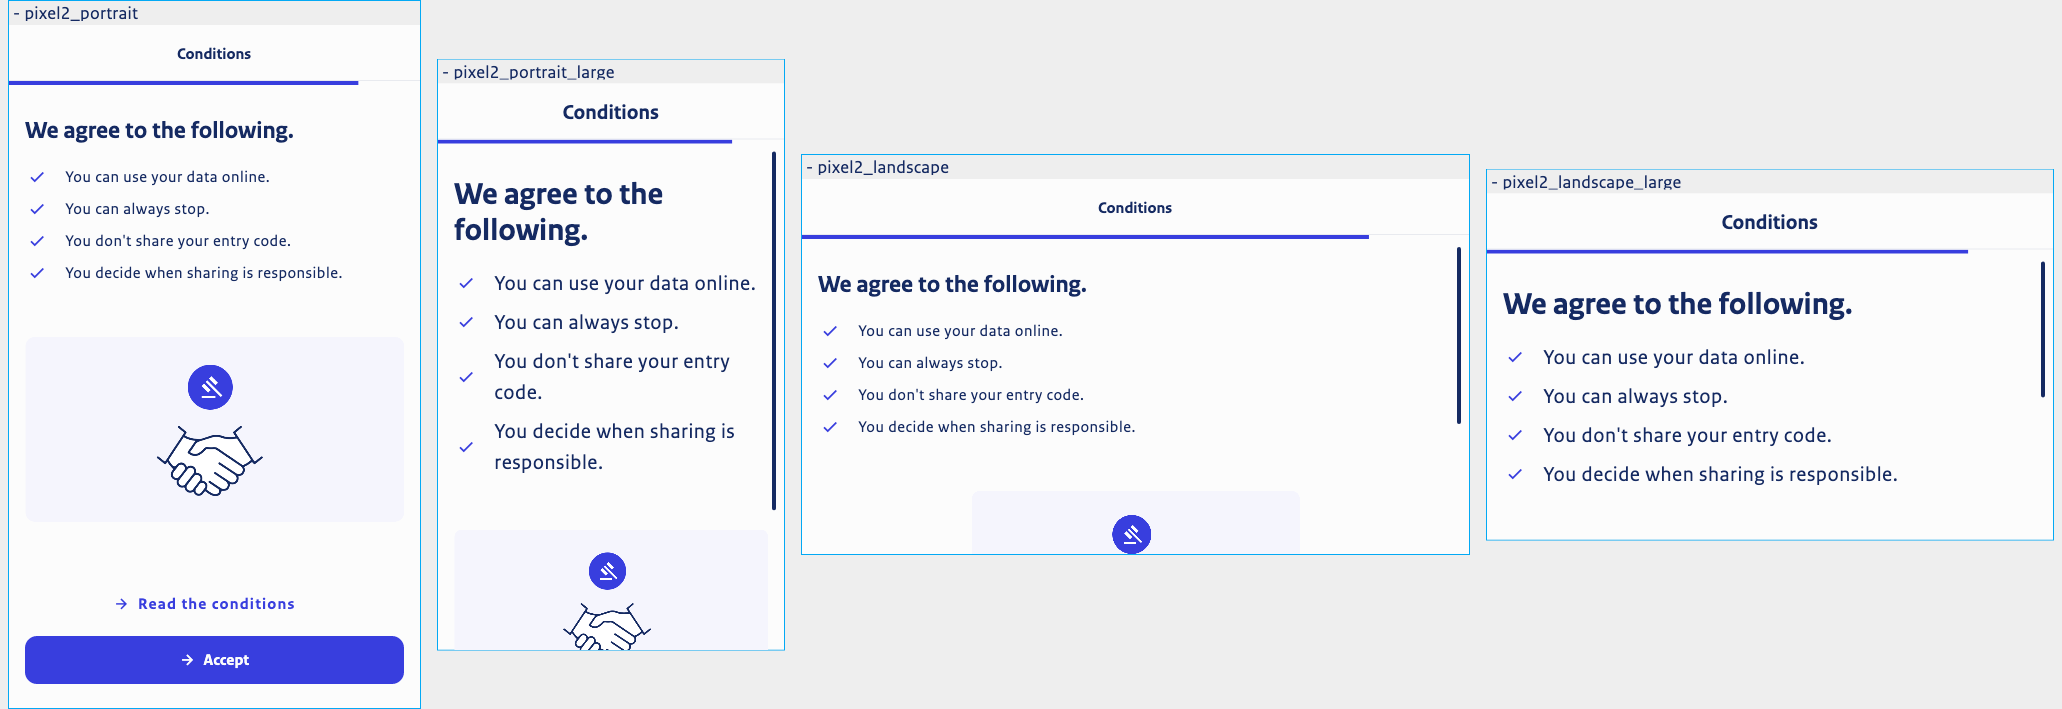 - pixel2_portrait
Conditions
We agree to the following.
You can use your data online.
You can always stop.
You don't share your entry code.
You decide when sharing is responsible.
Read the conditions
Accept
- pixel2_portrait_large
Conditions
We agree to the
following.
You can use your data online.
You can always stop.
You don't share your entry
code.
You decide when sharing is
responsible.
- pixel2_landscape
Conditions
We agree to the following.
You can use your data online.
You can always stop.
You don't share your entry code.
You decide when sharing is responsible.
- pixel2_landscape_large
Conditions
We agree to the following.
You can use your data online.
You can always stop.
You don't share your entry code.
You decide when sharing is responsible.